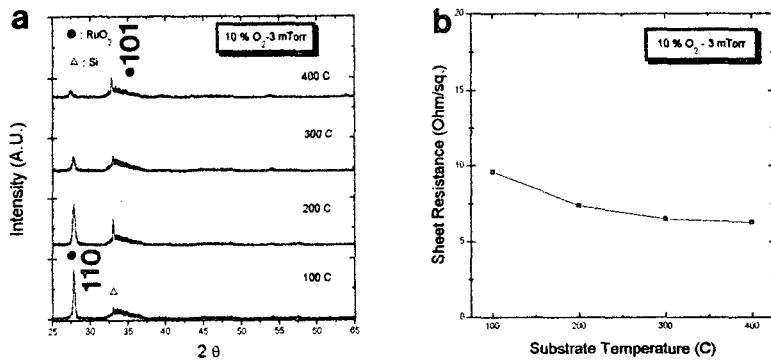 a
● : RuO₂
△ : Si
●101
10 % O₂-3 mTorr
400 C
300 C
200 C
100 C
●110
△
Intensity (A.U.)
25 30 35 40 45 50 55 60 65
2 θ
b
10 % O₂-3 mTorr
Sheet Resistance (Ohm/sq.)
20
15
10
5
0
100 200 300 400
Substrate Temperature (C)